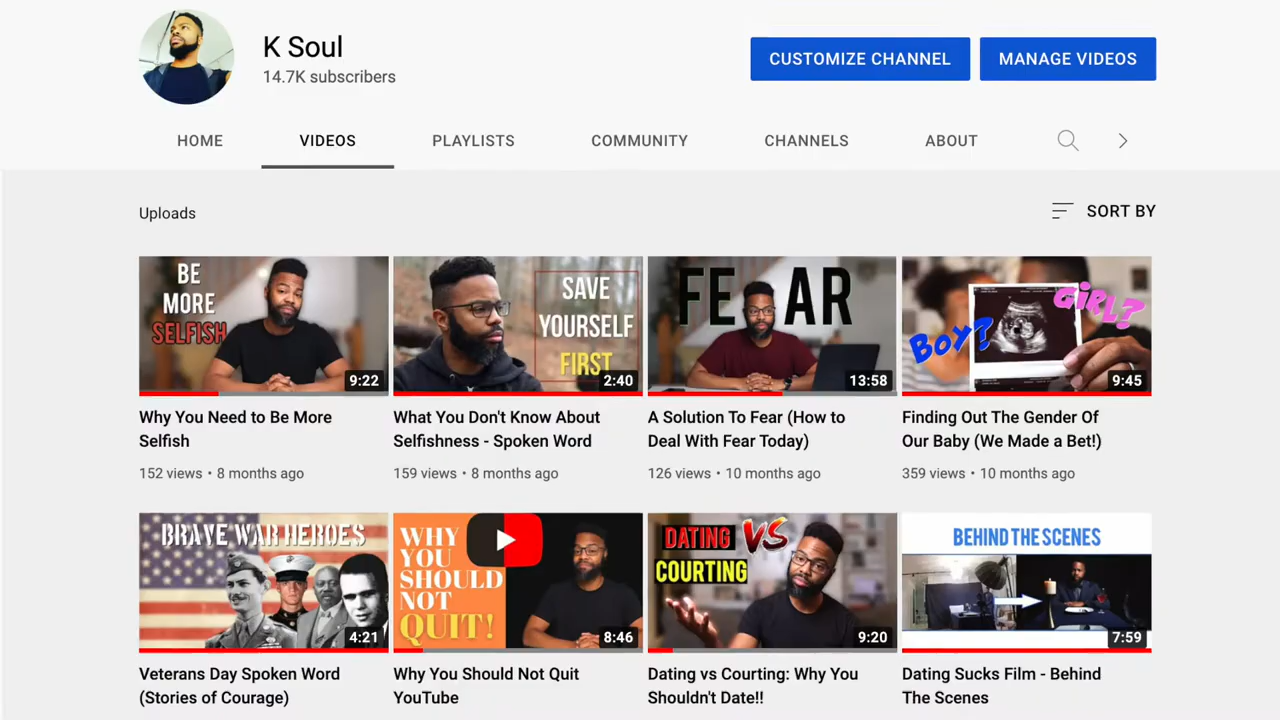 K Soul
14.7K subscribers
CUSTOMIZE CHANNEL
MANAGE VIDEOS
HOME
VIDEOS
PLAYLISTS
COMMUNITY
CHANNELS
ABOUT
Uploads
SORT BY
BE
MORE
SELFISH
9:22
SAVE
YOURSELF
FIRST
2:40
FEAR
13:58
BOY?
GIRL?
9:45
Why You Need to Be More
Selfish
152 views • 8 months ago
What You Don't Know About
Selfishness - Spoken Word
159 views • 8 months ago
A Solution To Fear (How to
Deal With Fear Today)
126 views • 10 months ago
Finding Out The Gender Of
Our Baby (We Made a Bet!)
359 views • 10 months ago
BRAVE WAR HEROES
4:21
WHY
YOU
SHOULD
NOT
QUIT!
8:46
DATING VS
COURTING
9:20
BEHIND THE SCENES
7:59
Veterans Day Spoken Word
(Stories of Courage)
Why You Should Not Quit
YouTube
Dating vs Courting: Why You
Shouldn't Date!!
Dating Sucks Film - Behind
The Scenes